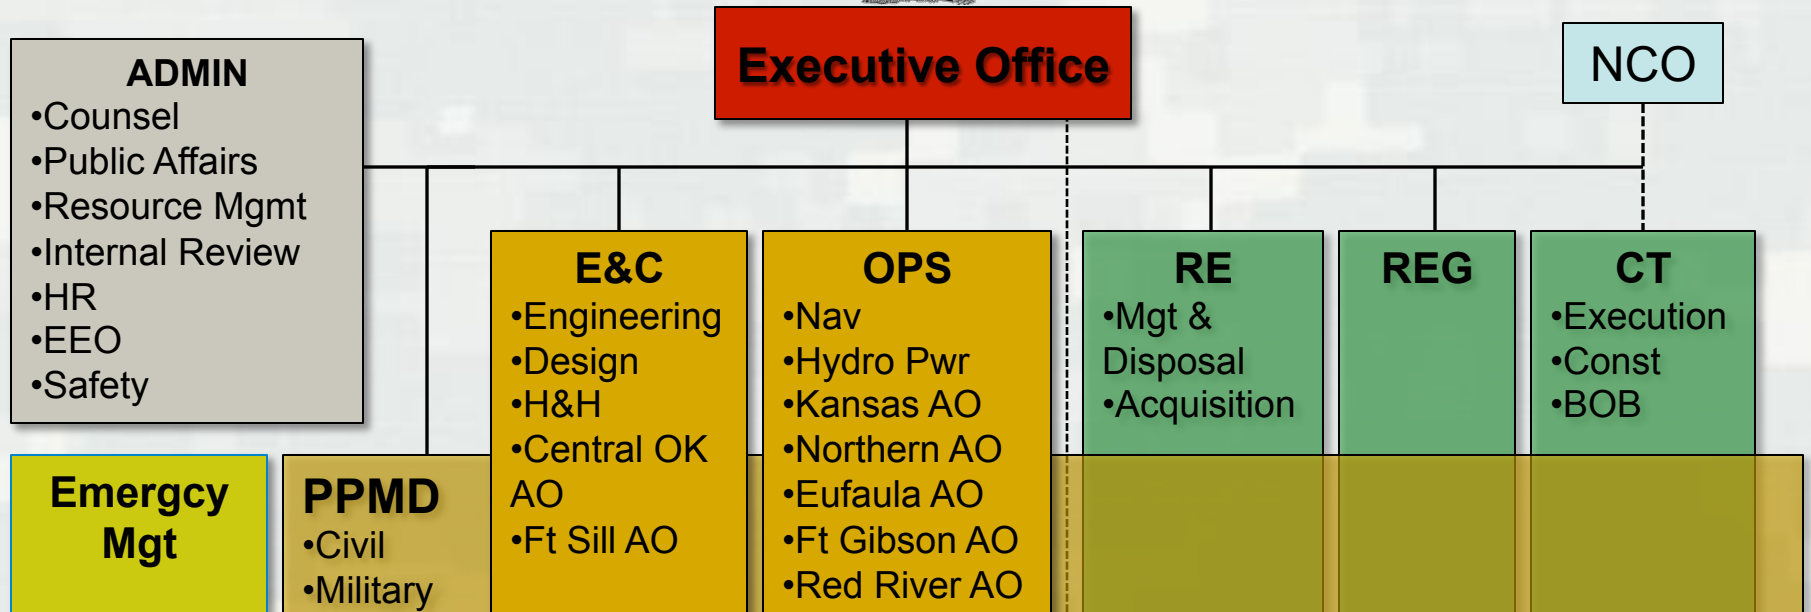 Executive Office
NCO
ADMIN
•Counsel
•Public Affairs
•Resource Mgmt
•Internal Review
•HR
•EEO
•Safety
E&C
•Engineering
•Design
•H&H
•Central OK
AO
•Ft Sill AO
OPS
•Nav
•Hydro Pwr
•Kansas AO
•Northern AO
•Eufaula AO
•Ft Gibson AO
•Red River AO
RE
•Mgt &
Disposal
•Acquisition
REG
CT
•Execution
•Const
•BOB
Emergcy
Mgt
PPMD
•Civil
•Military